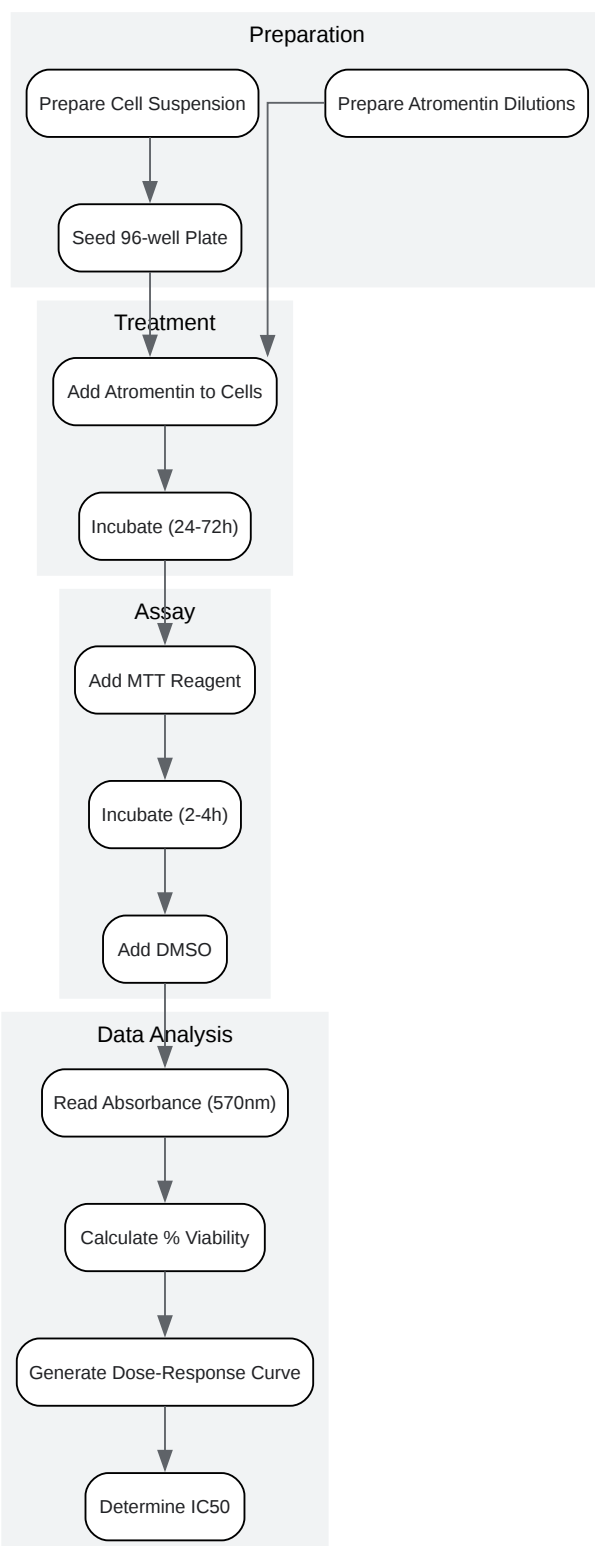 Preparation
Prepare Cell Suspension
Prepare Atromentin Dilutions
Seed 96-well Plate
Treatment
Add Atromentin to Cells
Incubate (24-72h)
Assay
Add MTT Reagent
Incubate (2-4h)
Add DMSO
Data Analysis
Read Absorbance (570nm)
Calculate % Viability
Generate Dose-Response Curve
Determine IC50